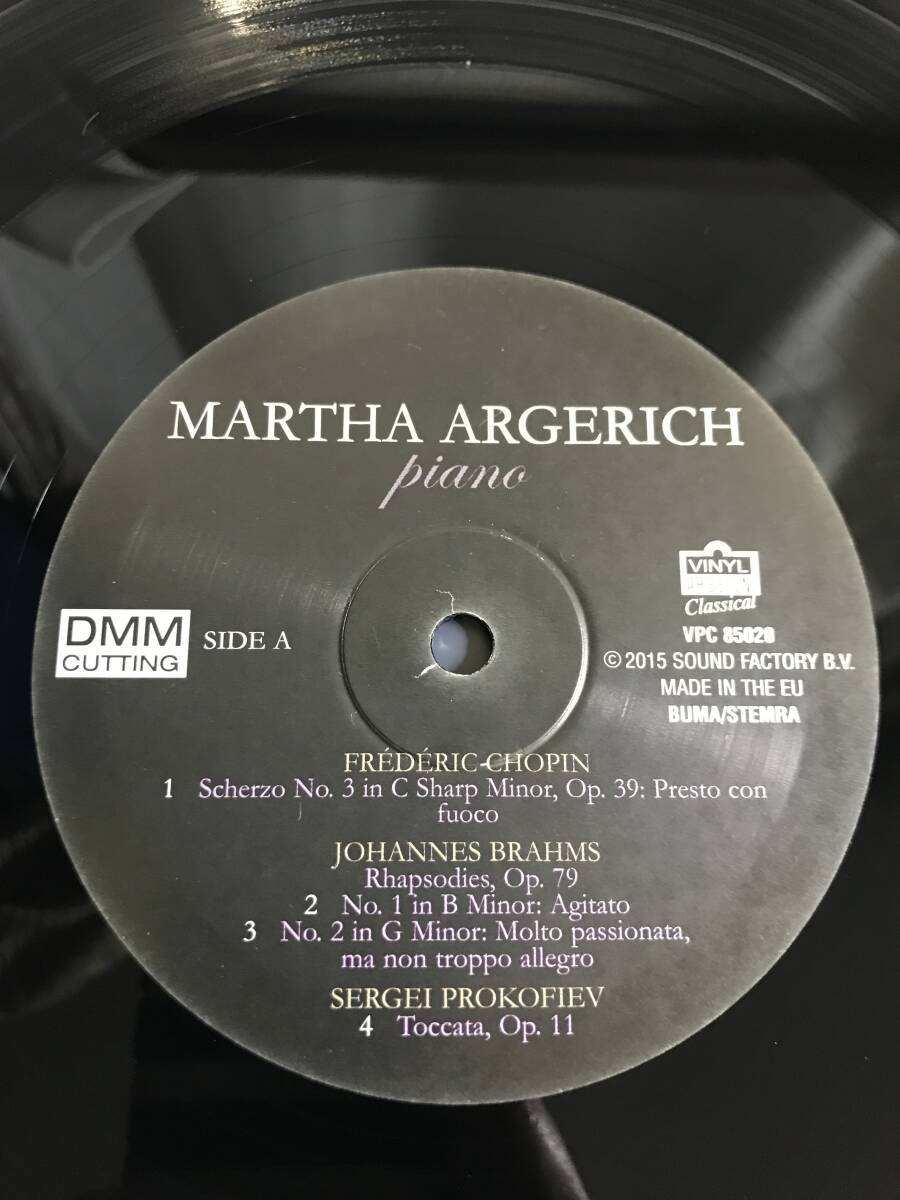 MARTHA ARGERICH
piano
DMM
CUTTING
SIDE A
VINYL
PASSION
Classical
VPC 85020
© 2015 SOUND FACTORY B.V.
MADE IN THE EU
BUMA/STEMRA
FRÉDÉRIC CHOPIN
1 Scherzo No. 3 in C Sharp Minor, Op. 39: Presto con
fuoco
JOHANNES BRAHMS
Rhapsodies, Op. 79
2 No. 1 in B Minor: Agitato
3 No. 2 in G Minor: Molto passionata,
ma non troppo allegro
SERGEI PROKOFIEV
4 Toccata, Op. 11